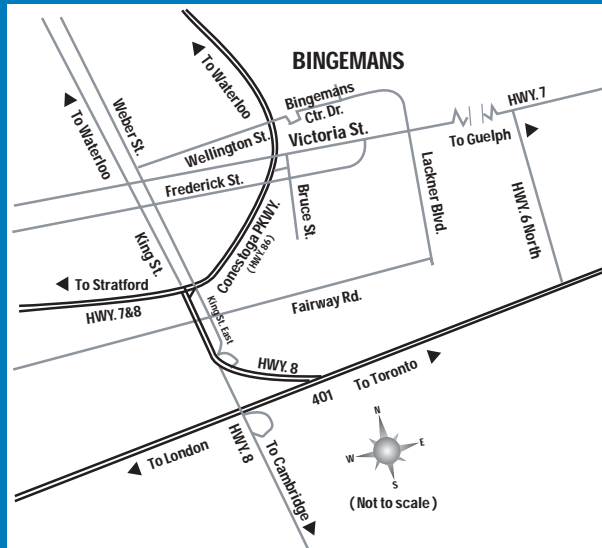 BINGEMANS
To Waterloo
To Waterloo
Weber St.
Bingemans
Ctr. Dr.
HWY. 7
Wellington St.
Victoria St.
To Guelph
Frederick St.
Bruce St.
Lackner Blvd.
HWY. 6 North
King St.
Conestoga PKWY.
(HWY. 86)
To Stratford
HWY. 7&8
King St. East
Fairway Rd.
HWY. 8
401
To Toronto
HWY. 8
To London
To Cambridge
N
W
E
S
( Not to scale )